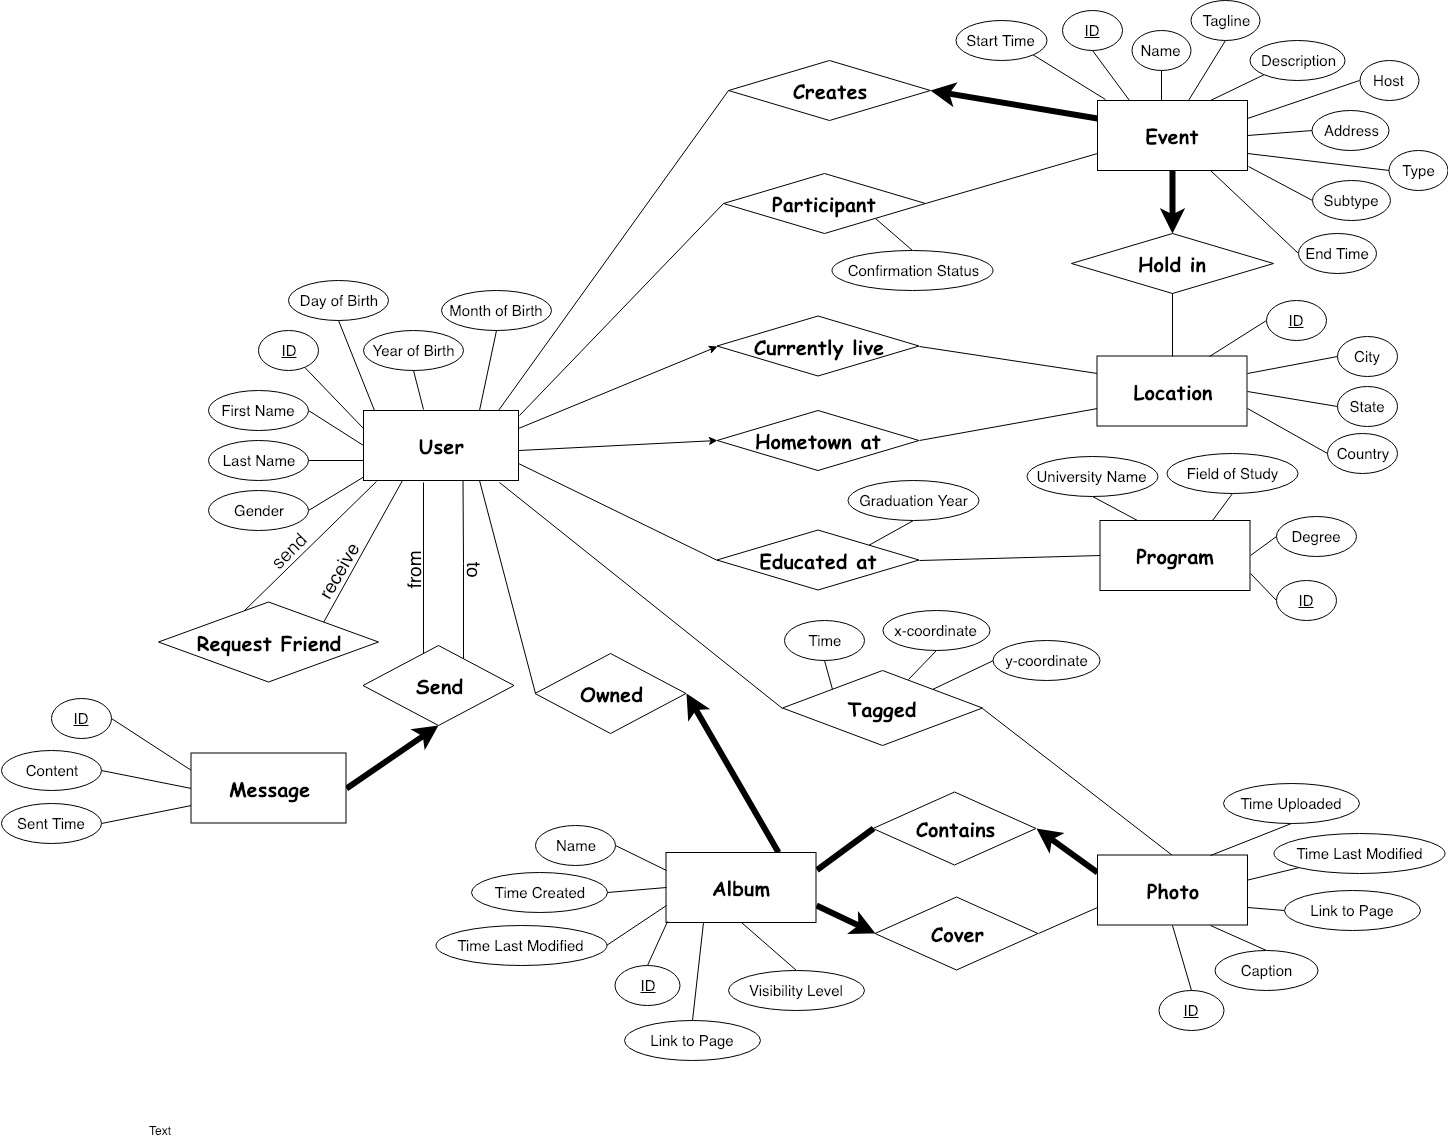 Tagline
ID
Start Time
Name
Description
Host
Creates
Event
Address
Type
Participant
Subtype
Confirmation Status
Hold in
End Time
Day of Birth
Month of Birth
ID
Year of Birth
ID
Currently live
City
Location
State
First Name
User
Hometown at
Country
Last Name
Gender
University Name
Field of Study
Graduation Year
Degree
Educated at
Program
ID
send
receive
from
to
Request Friend
Time
x-coordinate
y-coordinate
Send
Owned
Tagged
ID
Content
Message
Sent Time
Time Uploaded
Contains
Name
Time Last Modified
Album
Photo
Time Created
Link to Page
Time Last Modified
Cover
Caption
ID
Visibility Level
ID
Link to Page
Text